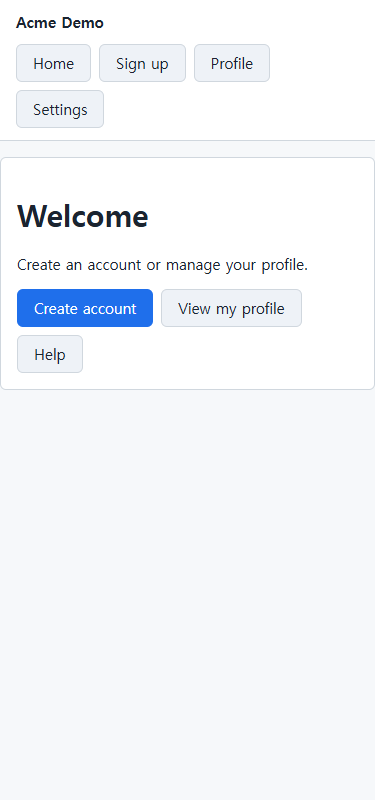 Acme Demo
Home Sign up Profile
Settings
Welcome
Create an account or manage your profile.
Create account View my profile
Help